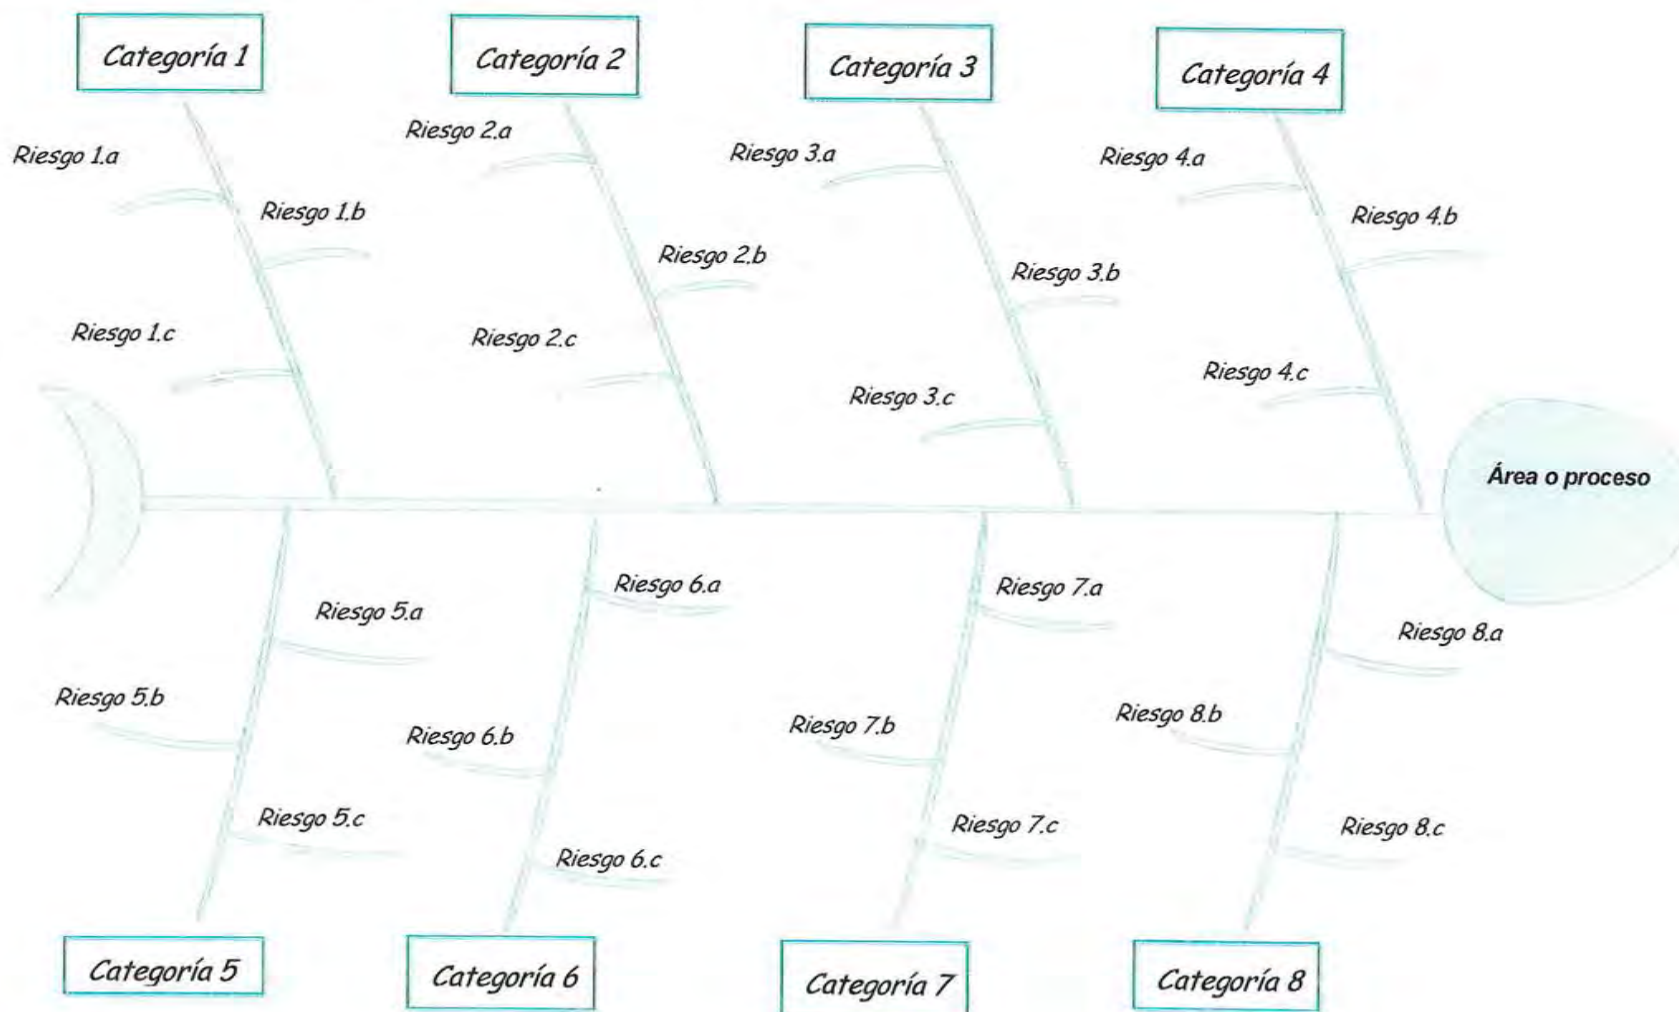 Categoría 1
Categoría 2
Categoría 3
Categoría 4
Riesgo 1.a
Riesgo 1.b
Riesgo 1.c
Riesgo 2.a
Riesgo 2.b
Riesgo 2.c
Riesgo 3.a
Riesgo 3.b
Riesgo 3.c
Riesgo 4.a
Riesgo 4.b
Riesgo 4.c
Área o proceso
Riesgo 5.a
Riesgo 5.b
Riesgo 5.c
Riesgo 6.a
Riesgo 6.b
Riesgo 6.c
Riesgo 7.a
Riesgo 7.b
Riesgo 7.c
Riesgo 8.a
Riesgo 8.b
Riesgo 8.c
Categoría 5
Categoría 6
Categoría 7
Categoría 8